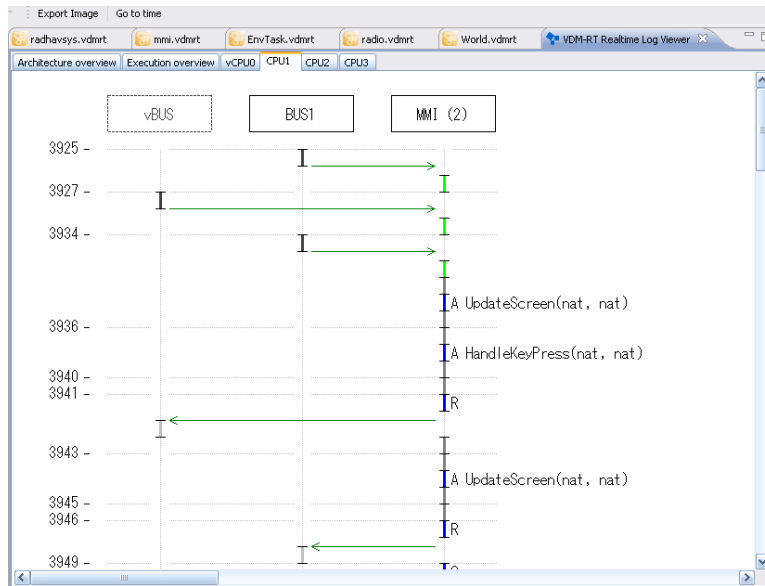 Export Image Go to time
radhavsys.vdmrt mmi.vdmrt EnvTask.vdmrt radio.vdmrt World.vdmrt VDM-RT Realtime Log Viewer
Architecture overview Execution overview vCPU0 CPU1 CPU2 CPU3
vBUS BUS1 MMI (2)
3925
3927
3934
A UpdateScreen(nat, nat)
3936
A HandleKeyPress(nat, nat)
3940
3941
R
3943
A UpdateScreen(nat, nat)
3945
3946
R
3949